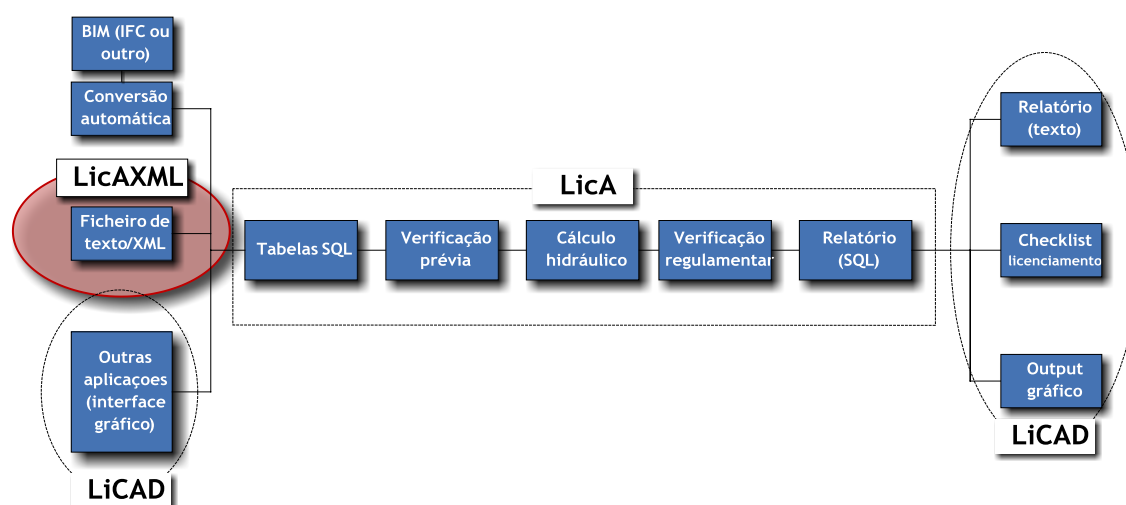 BIM (IFC ou
outro)
Conversão
automática
LicAXML
Ficheiro de
texto/XML
Outras
aplicaçoes
(interface
gráfico)
LiCAD
LicA
Tabelas SQL
Verificação
prévia
Cálculo
hidráulico
Verificação
regulamentar
Relatório
(SQL)
Relatório
(texto)
Checklist
licenciamento
Output
gráfico
LiCAD